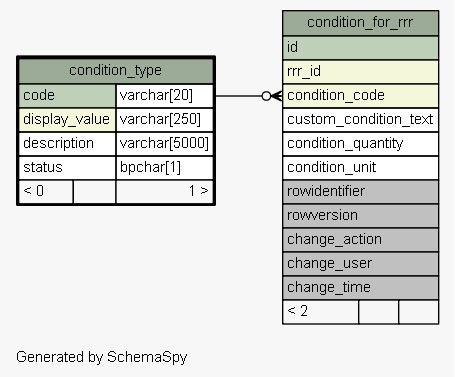 condition_type
code varchar[20]
display_value varchar[250]
description varchar[5000]
status bpchar[1]
< 0 1 >
condition_for_rrr
id
rrr_id
condition_code
custom_condition_text
condition_quantity
condition_unit
rowidentifier
rowversion
change_action
change_user
change_time
< 2
Generated by SchemaSpy